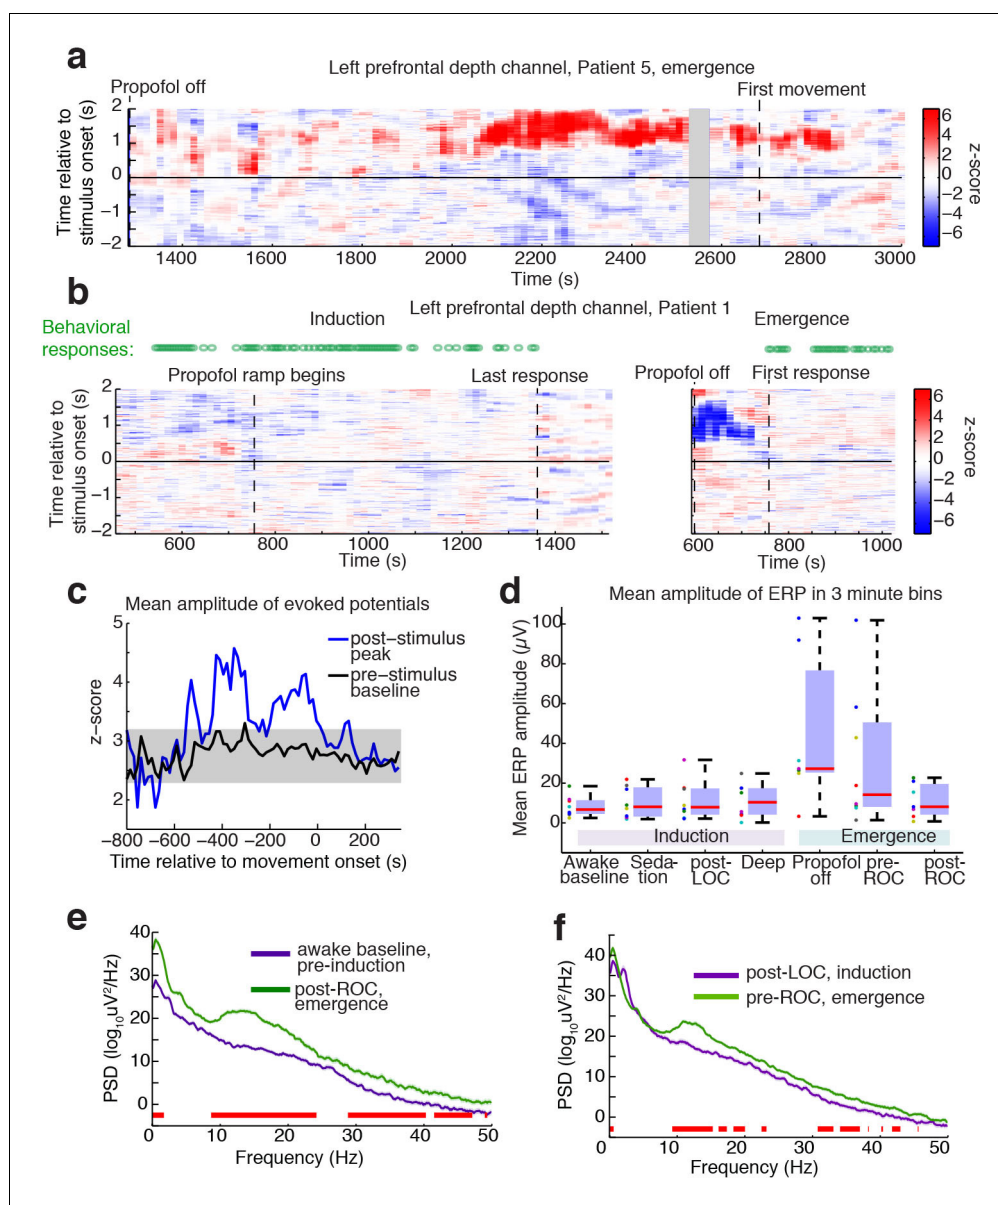 a
Left prefrontal depth channel, Patient 5, emergence
Propofol off
First movement
Time relative to
stimulus onset (s)
2
1
0
−1
−2
1400 1600 1800 2000 2200 2400 2600 2800 3000
Time (s)
6
4
2
0
−2
−4
−6
z-score
b
Left prefrontal depth channel, Patient 1
Induction
Emergence
Behavioral
responses:
Propofol ramp begins
Last response
Propofol off
First response
Time relative to
stimulus onset (s)
2
1
0
−1
−2
600 800 1000 1200 1400
Time (s)
600 800 1000
Time (s)
6
4
2
0
−2
−4
−6
z-score
c
Mean amplitude of evoked potentials
post−stimulus
peak
pre−stimulus
baseline
z-score
5
4
3
2
−800 −600 −400 −200 0 200
Time relative to movement onset (s)
d
Mean amplitude of ERP in 3 minute bins
Mean ERP amplitude (µV)
100
80
60
40
20
0
Induction
Emergence
Awake
baseline
Seda-
tion
post-
LOC
Deep
Propofol
off
pre-
ROC
post-
ROC
e
awake baseline,
pre-induction
post-ROC,
emergence
PSD (log10uV2/Hz)
40
30
20
10
0
0 10 20 30 40 50
Frequency (Hz)
f
post-LOC, induction
pre-ROC, emergence
PSD (log10uV2/Hz)
40
30
20
10
0
0 10 20 30 40 50
Frequency (Hz)